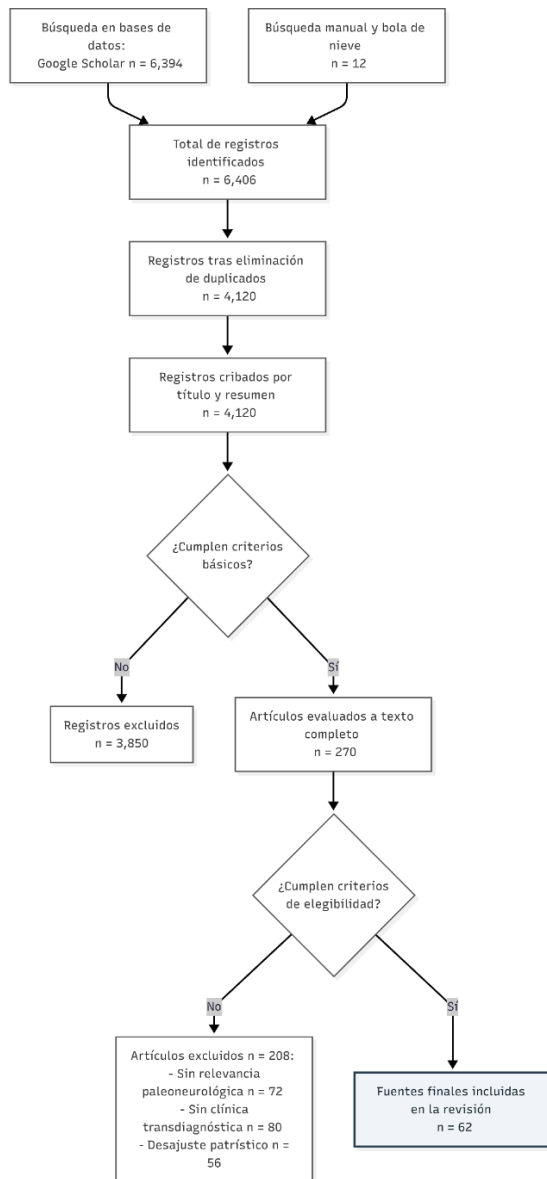 Búsqueda en bases de
datos:
Google Scholar n = 6,394
Búsqueda manual y bola de
nieve
n = 12
Total de registros
identificados
n = 6,406
Registros tras eliminación
de duplicados
n = 4,120
Registros cribados por
título y resumen
n = 4,120
¿Cumplen criterios
básicos?
No
Sí
Registros excluidos
n = 3,850
Artículos evaluados a texto
completo
n = 270
¿Cumplen criterios
de elegibilidad?
No
Sí
Artículos excluidos n = 208:
- Sin relevancia
paleoneurológica n = 72
- Sin clínica
transdiagnóstica n = 80
- Desajuste patrístico n =
56
Fuentes finales incluidas
en la revisión
n = 62